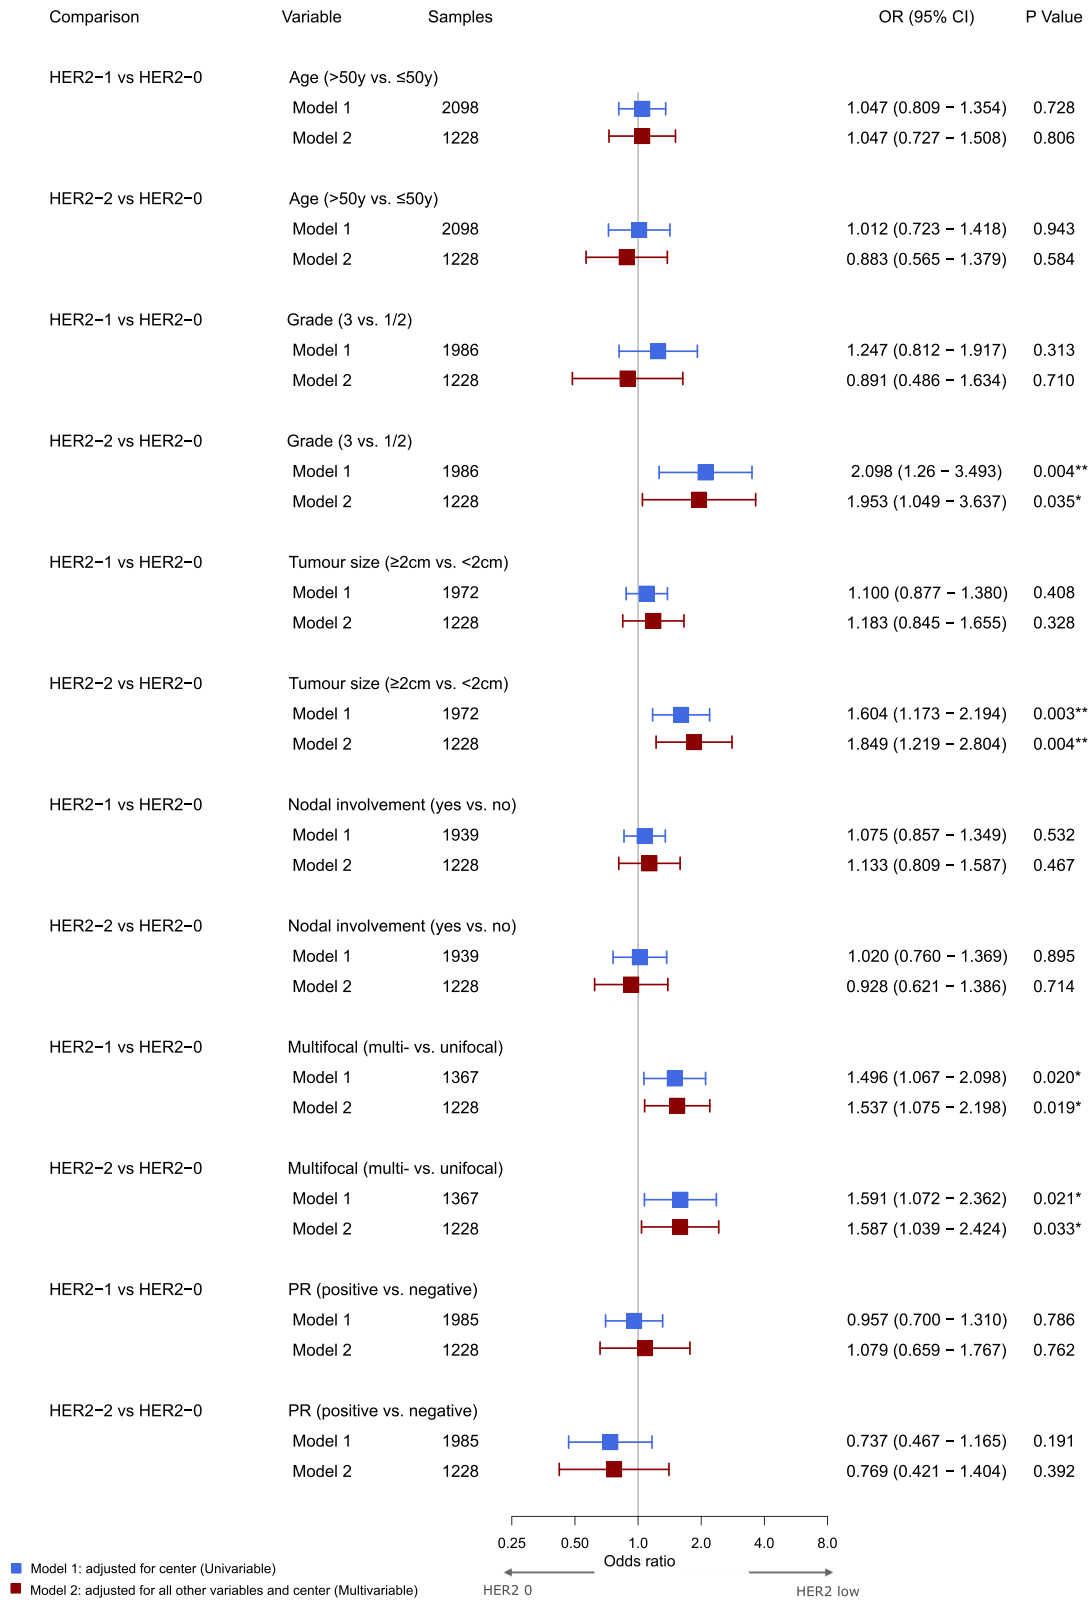 Comparison Variable Samples OR (95% CI) P Value
HER2−1 vs HER2−0 Age (>50y vs. ≤50y)
Model 1 2098 1.047 (0.809 − 1.354) 0.728
Model 2 1228 1.047 (0.727 − 1.508) 0.806
HER2−2 vs HER2−0 Age (>50y vs. ≤50y)
Model 1 2098 1.012 (0.723 − 1.418) 0.943
Model 2 1228 0.883 (0.565 − 1.379) 0.584
HER2−1 vs HER2−0 Grade (3 vs. 1/2)
Model 1 1986 1.247 (0.812 − 1.917) 0.313
Model 2 1228 0.891 (0.486 − 1.634) 0.710
HER2−2 vs HER2−0 Grade (3 vs. 1/2)
Model 1 1986 2.098 (1.26 − 3.493) 0.004**
Model 2 1228 1.953 (1.049 − 3.637) 0.035*
HER2−1 vs HER2−0 Tumour size (≥2cm vs. <2cm)
Model 1 1972 1.100 (0.877 − 1.380) 0.408
Model 2 1228 1.183 (0.845 − 1.655) 0.328
HER2−2 vs HER2−0 Tumour size (≥2cm vs. <2cm)
Model 1 1972 1.604 (1.173 − 2.194) 0.003**
Model 2 1228 1.849 (1.219 − 2.804) 0.004**
HER2−1 vs HER2−0 Nodal involvement (yes vs. no)
Model 1 1939 1.075 (0.857 − 1.349) 0.532
Model 2 1228 1.133 (0.809 − 1.587) 0.467
HER2−2 vs HER2−0 Nodal involvement (yes vs. no)
Model 1 1939 1.020 (0.760 − 1.369) 0.895
Model 2 1228 0.928 (0.621 − 1.386) 0.714
HER2−1 vs HER2−0 Multifocal (multi- vs. unifocal)
Model 1 1367 1.496 (1.067 − 2.098) 0.020*
Model 2 1228 1.537 (1.075 − 2.198) 0.019*
HER2−2 vs HER2−0 Multifocal (multi- vs. unifocal)
Model 1 1367 1.591 (1.072 − 2.362) 0.021*
Model 2 1228 1.587 (1.039 − 2.424) 0.033*
HER2−1 vs HER2−0 PR (positive vs. negative)
Model 1 1985 0.957 (0.700 − 1.310) 0.786
Model 2 1228 1.079 (0.659 − 1.767) 0.762
HER2−2 vs HER2−0 PR (positive vs. negative)
Model 1 1985 0.737 (0.467 − 1.165) 0.191
Model 2 1228 0.769 (0.421 − 1.404) 0.392
0.25 0.50 1.0 2.0 4.0 8.0
Odds ratio
Model 1: adjusted for center (Univariable)
Model 2: adjusted for all other variables and center (Multivariable)
HER2 0 HER2 low